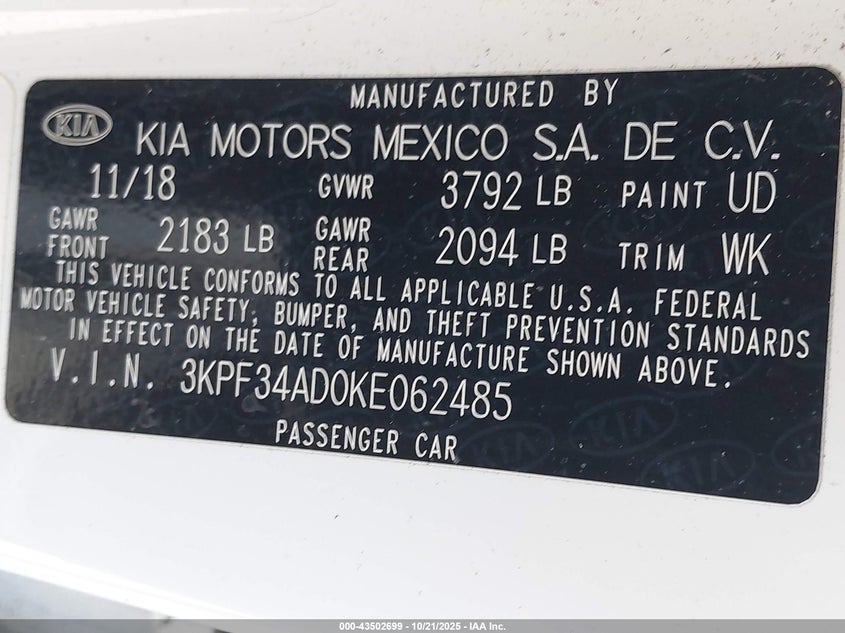 MANUFACTURED BY
KIA KIA MOTORS MEXICO S.A. DE C.V.
11/18 GVWR 3792 LB PAINT UD
GAWR FRONT 2183 LB GAWR REAR 2094 LB TRIM WK
THIS VEHICLE CONFORMS TO ALL APPLICABLE U.S.A. FEDERAL
MOTOR VEHICLE SAFETY, BUMPER, AND THEFT PREVENTION STANDARDS
IN EFFECT ON THE DATE OF MANUFACTURE SHOWN ABOVE.
V.I.N. 3KPF34AD0KE062485
PASSENGER CAR
KIA
KIA
000-43502699 | 10/21/2025 - IAA Inc.